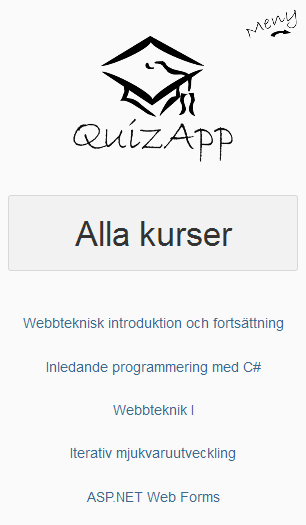 Meny
QuizApp
Alla kurser
Webbteknisk introduktion och fortsättning
Inledande programmering med C#
Webbteknik I
Iterativ mjukvaruutveckling
ASP.NET Web Forms